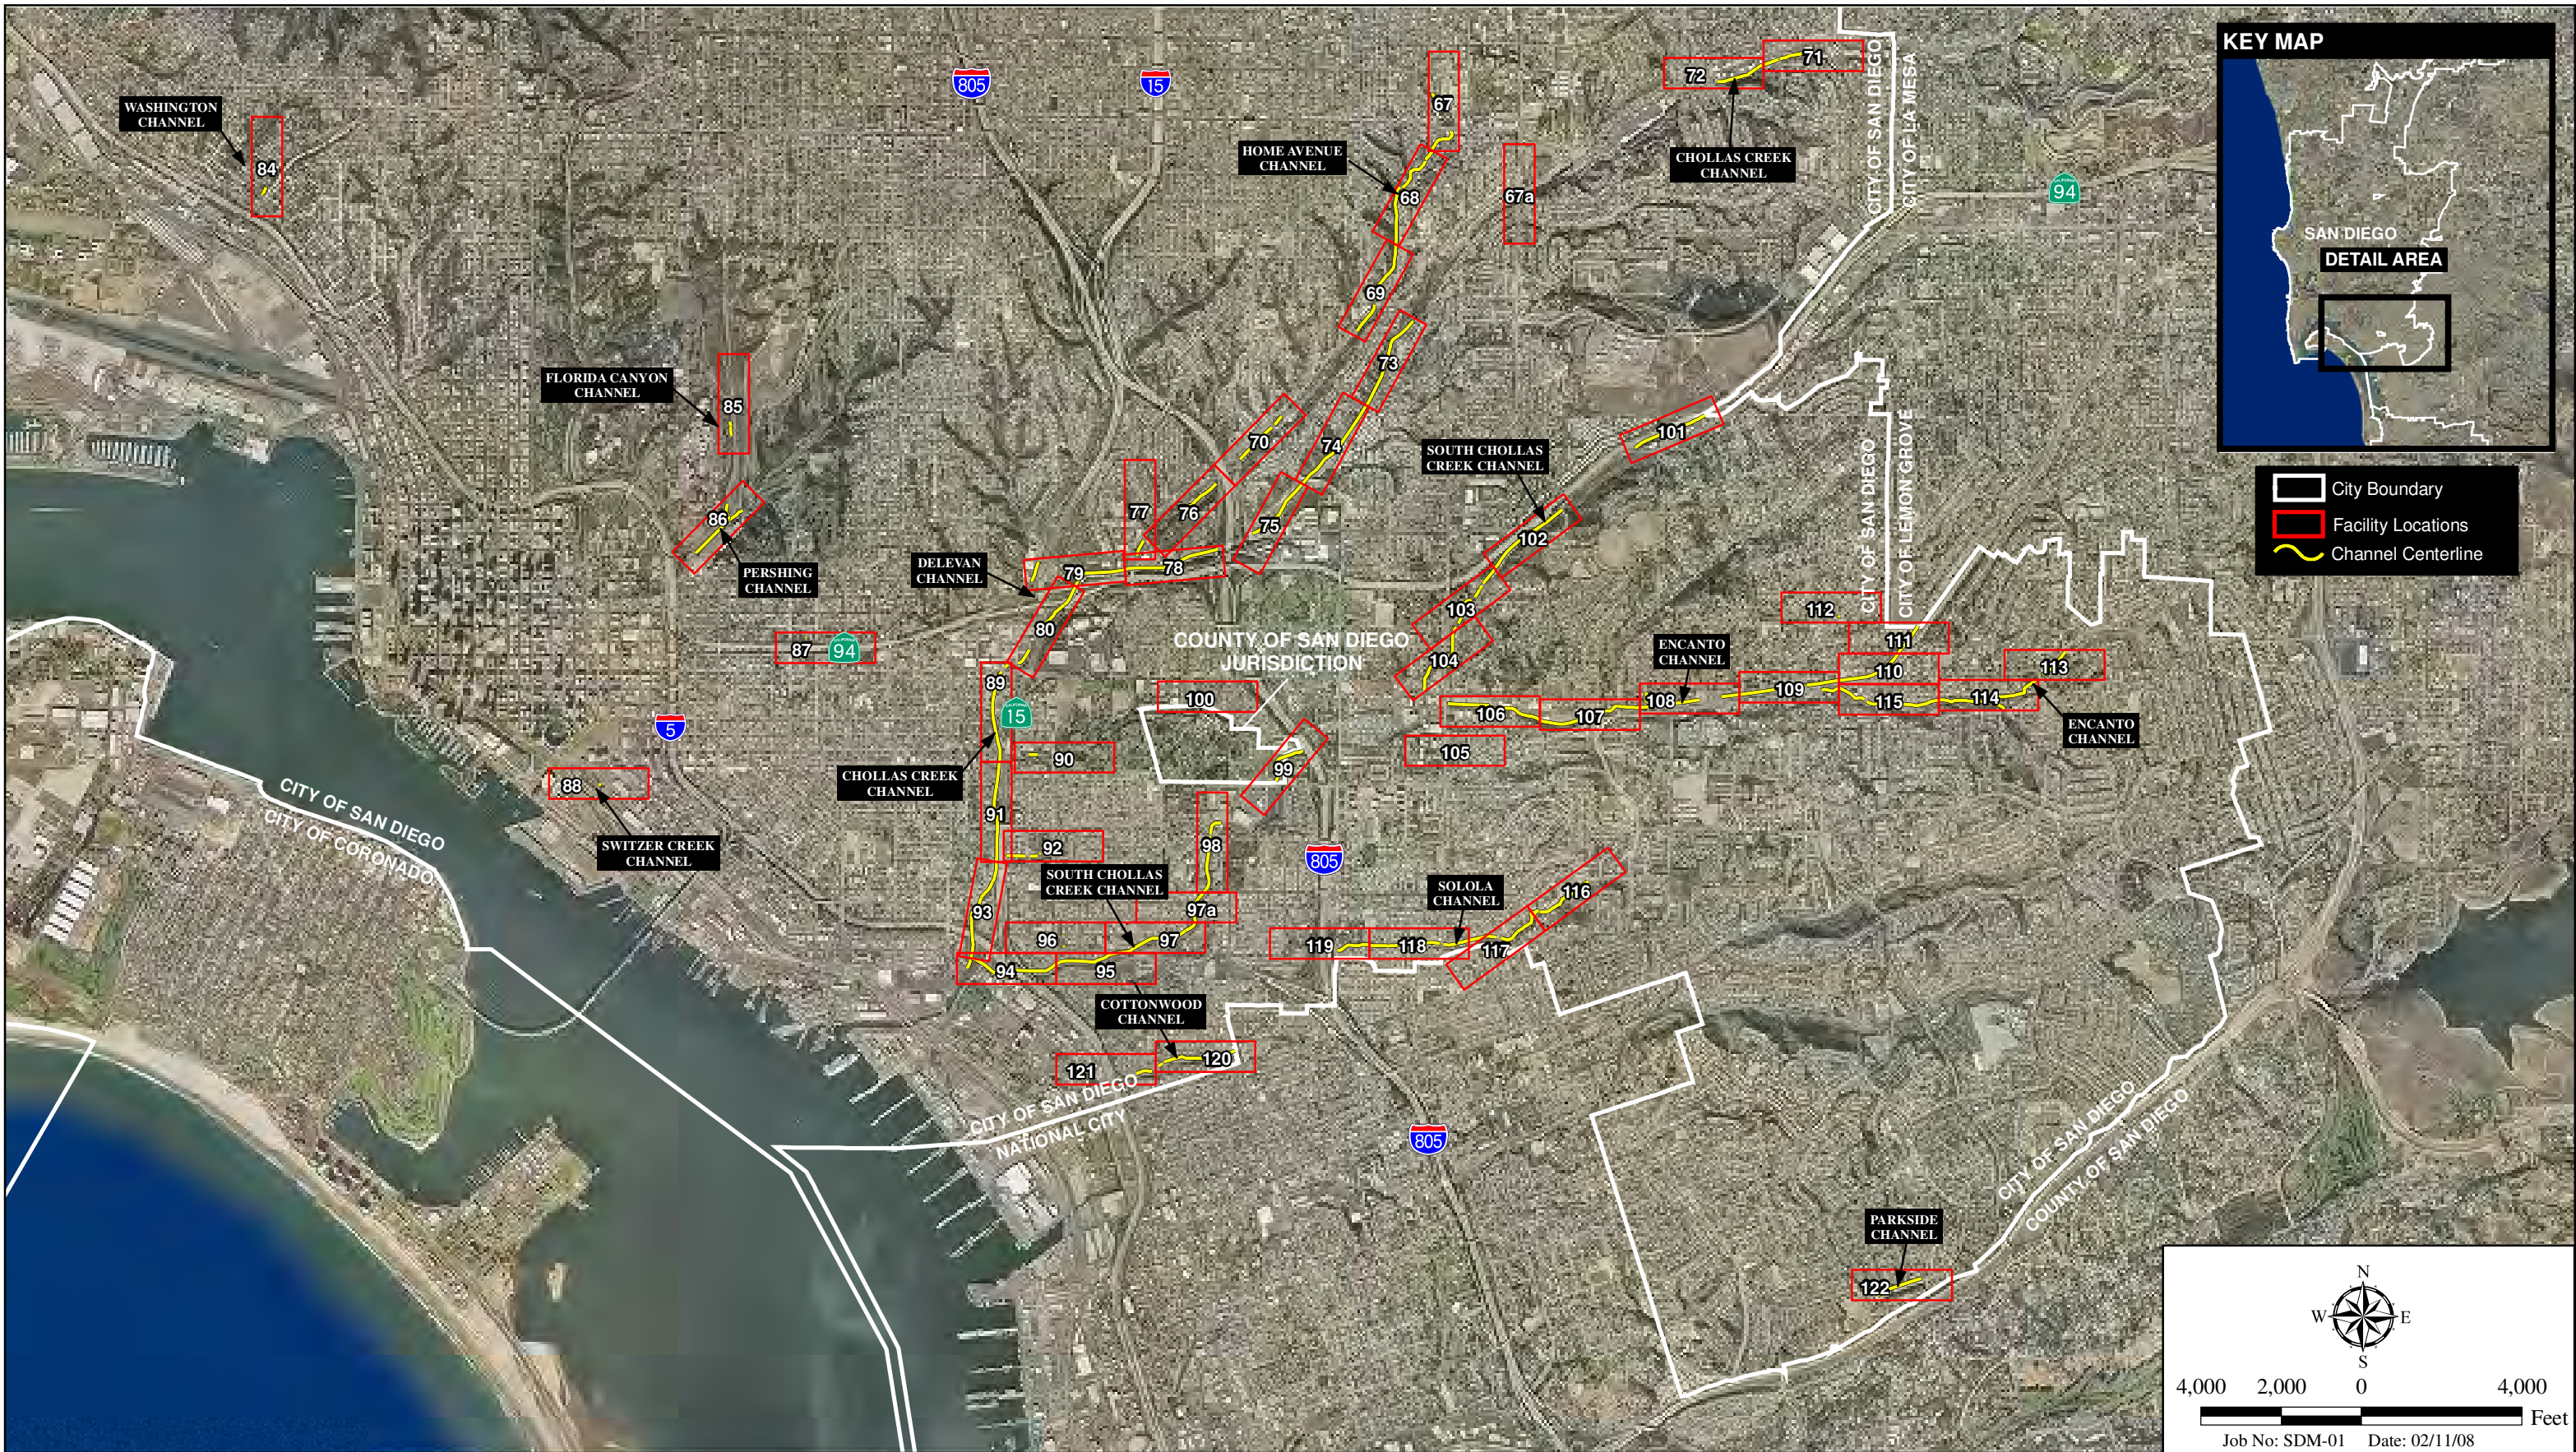 KEY MAP
SAN DIEGO
DETAIL AREA
City Boundary
Facility Locations
Channel Centerline
WASHINGTON
CHANNEL
84
805
15
67
HOME AVENUE
CHANNEL
68
67a
69
72
71
CHOLLAS CREEK
CHANNEL
CITY OF SAN DIEGO
CITY OF LA MESA
CALIFORNIA
94
FLORIDA CANYON
CHANNEL
85
86
PERSHING
CHANNEL
73
70
74
77
76
75
SOUTH CHOLLAS
CREEK CHANNEL
101
102
CITY OF SAN DIEGO
CITY OF LEMON GROVE
DELEVAN
CHANNEL
79
78
80
87
CALIFORNIA
94
COUNTY OF SAN DIEGO
JURISDICTION
103
104
112
111
ENCANTO
CHANNEL
110
113
89
CALIFORNIA
15
100
106
107
108
109
115
114
ENCANTO
CHANNEL
5
90
105
99
CHOLLAS CREEK
CHANNEL
88
SWITZER CREEK
CHANNEL
CITY OF SAN DIEGO
CITY OF CORONADO
91
92
98
805
SOUTH CHOLLAS
CREEK CHANNEL
93
97a
96
97
94
95
SOLOLA
CHANNEL
116
119
118
117
COTTONWOOD
CHANNEL
121
120
CITY OF SAN DIEGO
NATIONAL CITY
805
CITY OF SAN DIEGO
COUNTY OF SAN DIEGO
PARKSIDE
CHANNEL
122
N
W
E
S
4,000 2,000 0 4,000
Feet
Job No: SDM-01 Date: 02/11/08